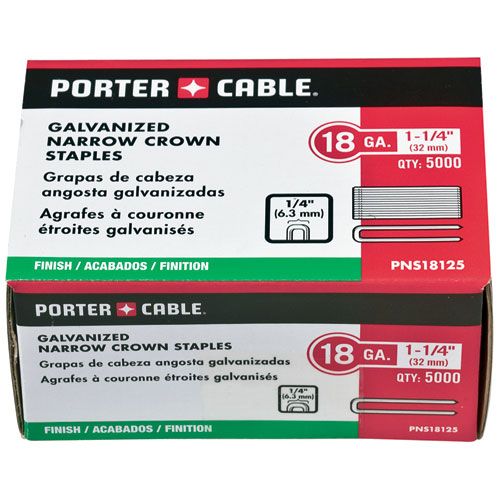 PORTER CABLE®
GALVANIZED
NARROW CROWN
STAPLES
Grapas de cabeza
angosta galvanizadas
Agrafes à couronne
étroites galvanisés
1/4"
(6.3 mm)
18 GA.
1-1/4"
(32 mm)
QTY: 5000
FINISH / ACABADOS / FINITION
PNS18125
PORTER CABLE®
GALVANIZED
NARROW CROWN STAPLES
Grapas de cabeza angosta galvanizadas
Agrafes à couronne étroites galvanisés
1/4"
(6.3 mm)
18 GA.
1-1/4"
(32 mm)
QTY: 5000
FINISH / ACABADOS / FINITION
PNS18125